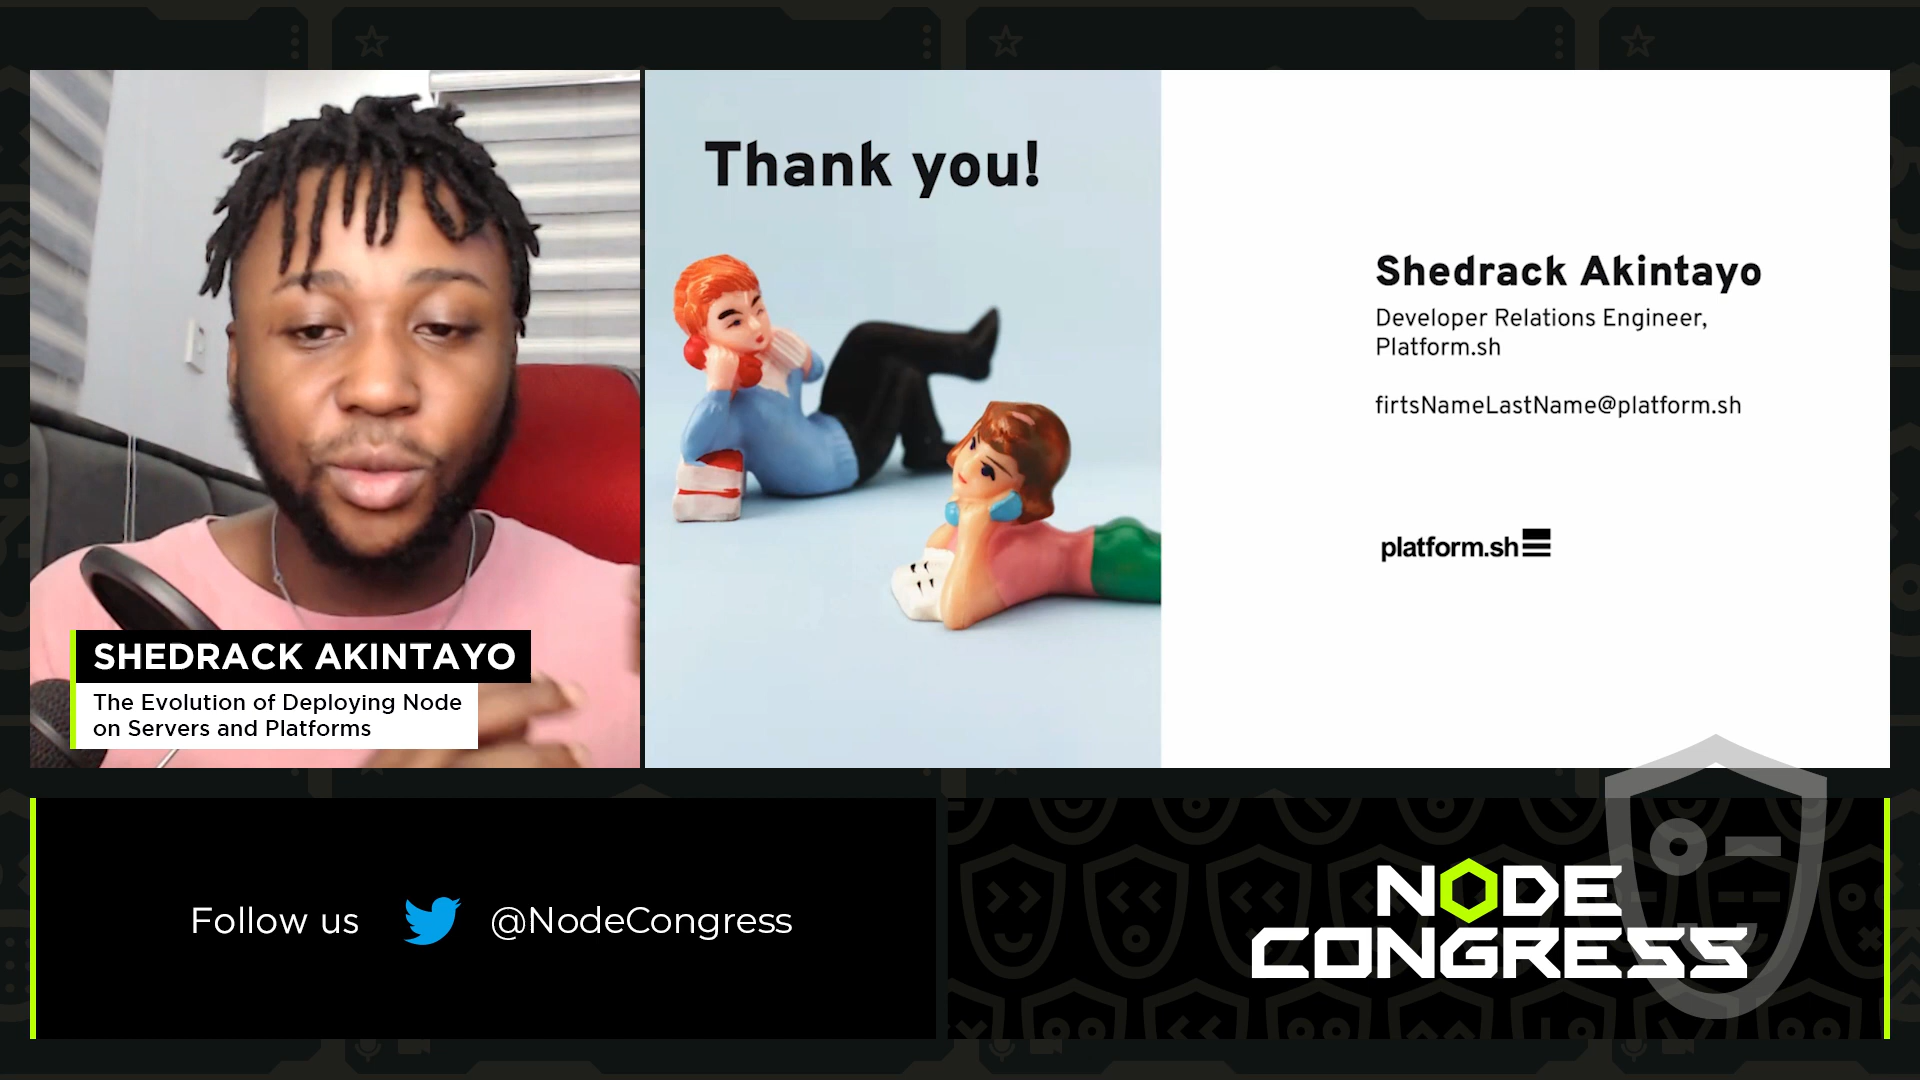 Thank you!
Shedrack Akintayo
Developer Relations Engineer,
Platform.sh
firtsNameLastName@platform.sh
platform.sh
SHEDRACK AKINTAYO
The Evolution of Deploying Node
on Servers and Platforms
Follow us @NodeCongress
NODE
CONGRESS